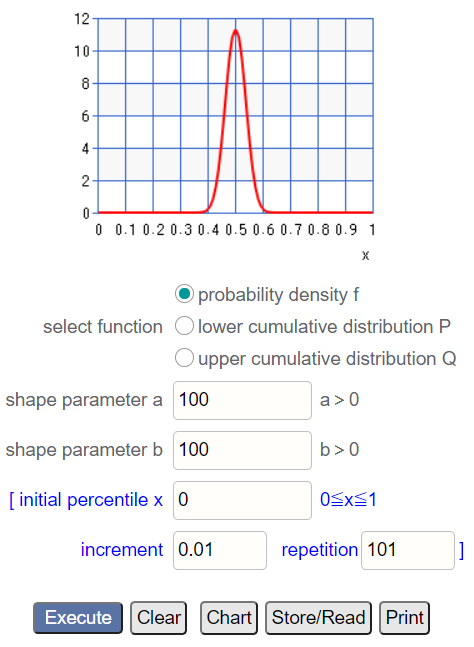 12
10
8
6
4
2
0
0 0.1 0.2 0.3 0.4 0.5 0.6 0.7 0.8 0.9 1
x
probability density f
select function lower cumulative distribution P
upper cumulative distribution Q
shape parameter a 100 a > 0
shape parameter b 100 b > 0
[ initial percentile x 0 0≦x≦1
increment 0.01 repetition 101 ]
Execute Clear Chart Store/Read Print